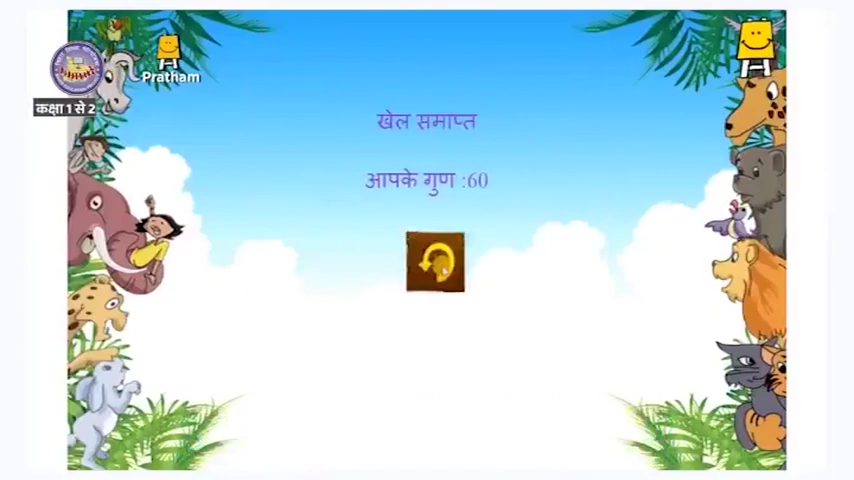 Pratham
कक्षा 1 से 2
खेल समाप्त
आपके गुण :60